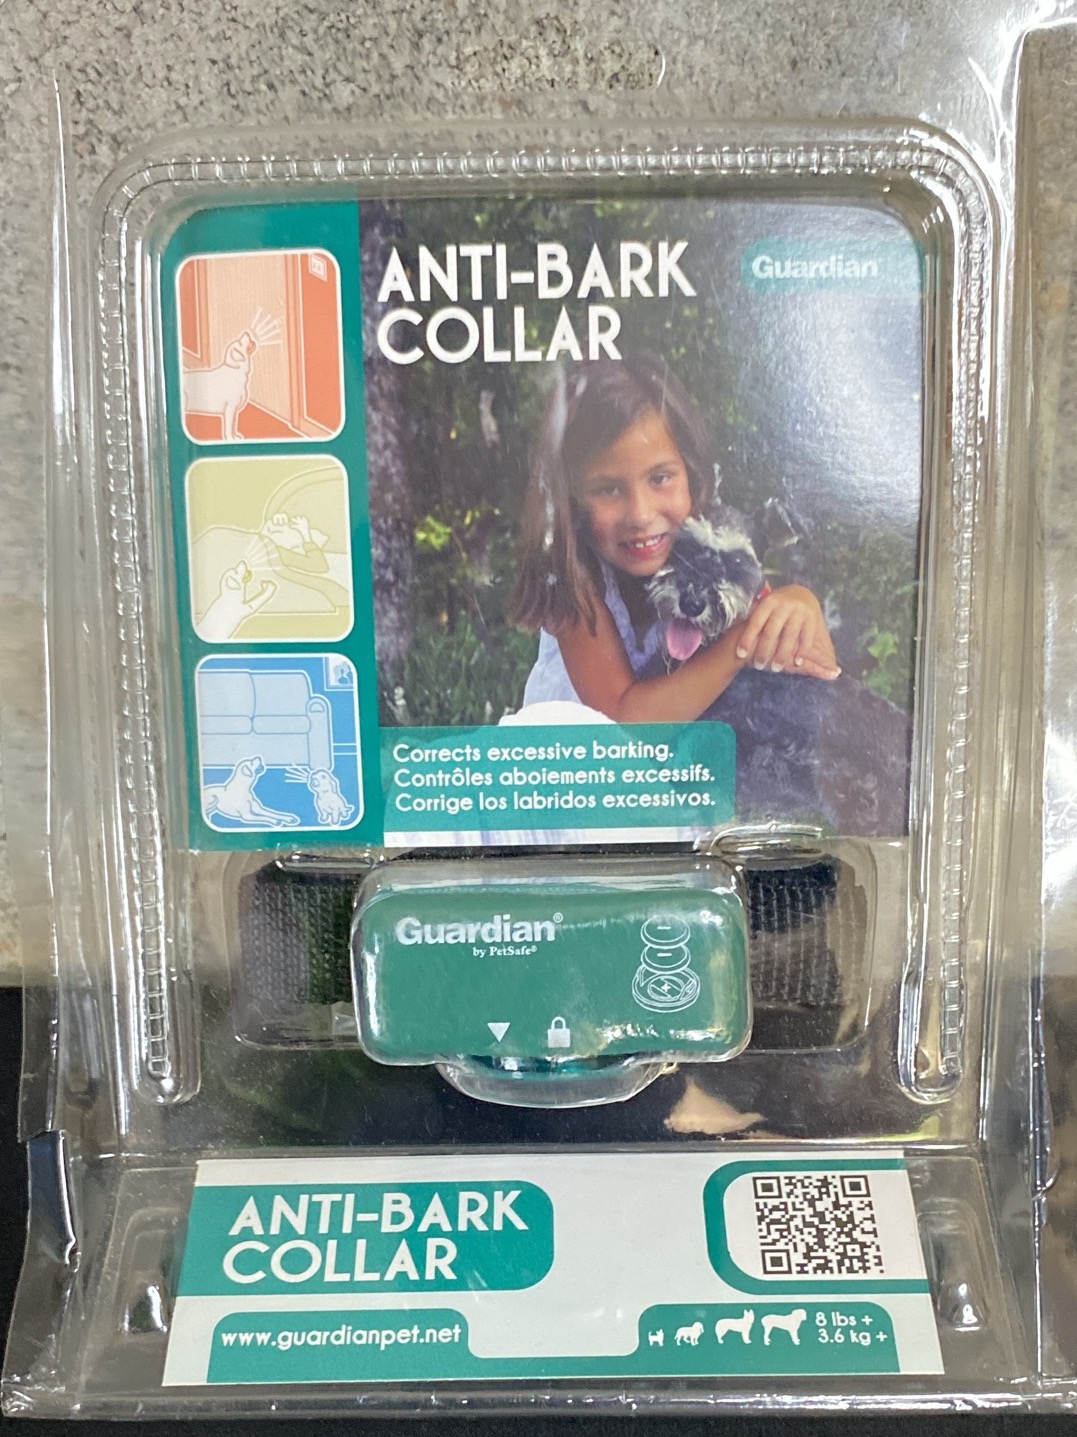 ANTI-BARK
COLLAR
Guardian
Corrects excessive barking.
Contrôles aboiements excessifs.
Corrige los labridos excessivos.
Guardian®
by PetSafe®
ANTI-BARK
COLLAR
www.guardianpet.net
8 lbs +
3.6 kg +